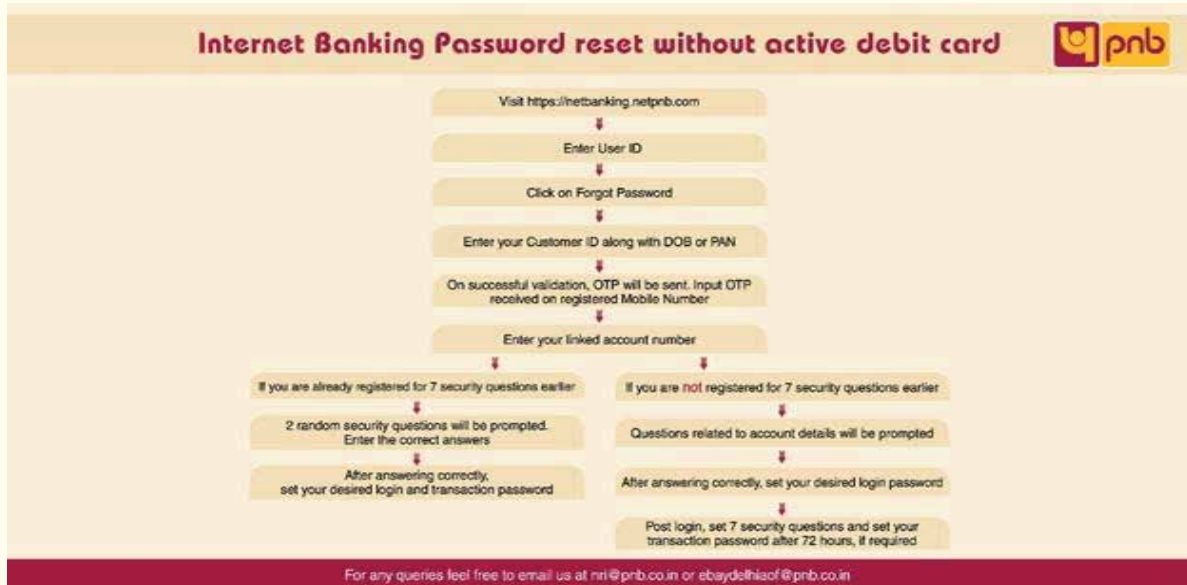 Internet Banking Password reset without active debit card
pnb
Visit https://netbanking.netpnb.com
Enter User ID
Click on Forgot Password
Enter your Customer ID along with DOB or PAN
On successful validation, OTP will be sent. Input OTP
received on registered Mobile Number
Enter your linked account number
If you are already registered for 7 security questions earlier
2 random security questions will be prompted.
Enter the correct answers
After answering correctly,
set your desired login and transaction password
If you are not registered for 7 security questions earlier
Questions related to account details will be prompted
After answering correctly, set your desired login password
Post login, set 7 security questions and set your
transaction password after 72 hours, if required
For any queries feel free to email us at nri@pnb.co.in or ebaydelhiaof@pnb.co.in